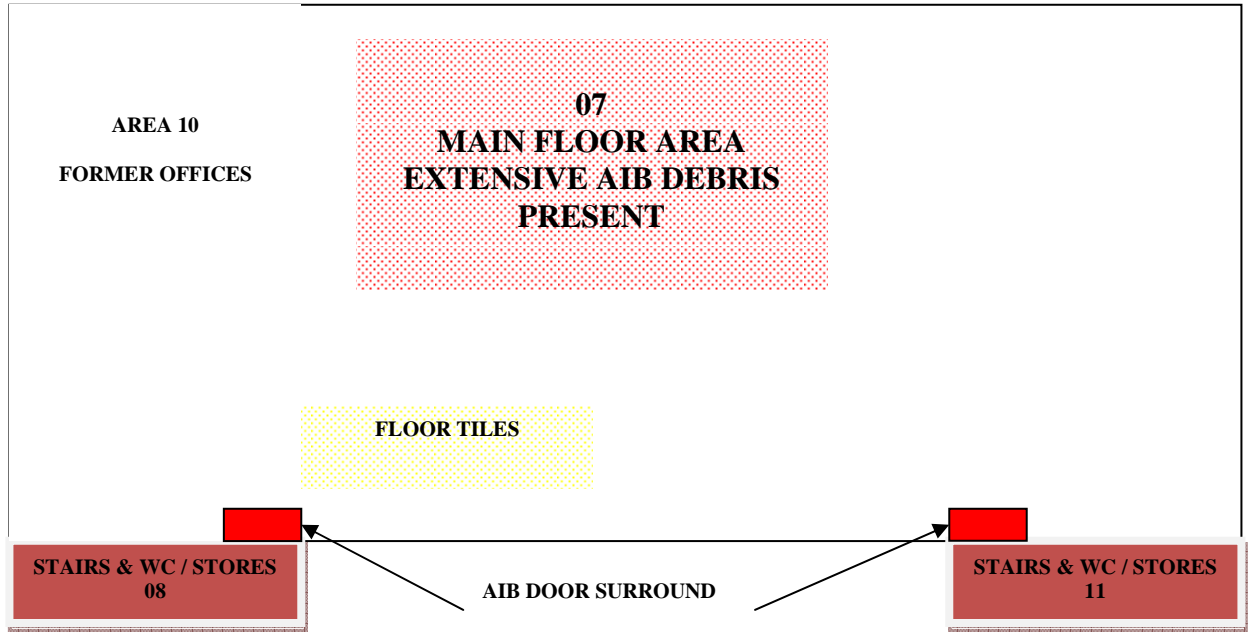 AREA 10
FORMER OFFICES
07
MAIN FLOOR AREA
EXTENSIVE AIB DEBRIS
PRESENT
FLOOR TILES
STAIRS & WC / STORES
08
AIB DOOR SURROUND
STAIRS & WC / STORES
11